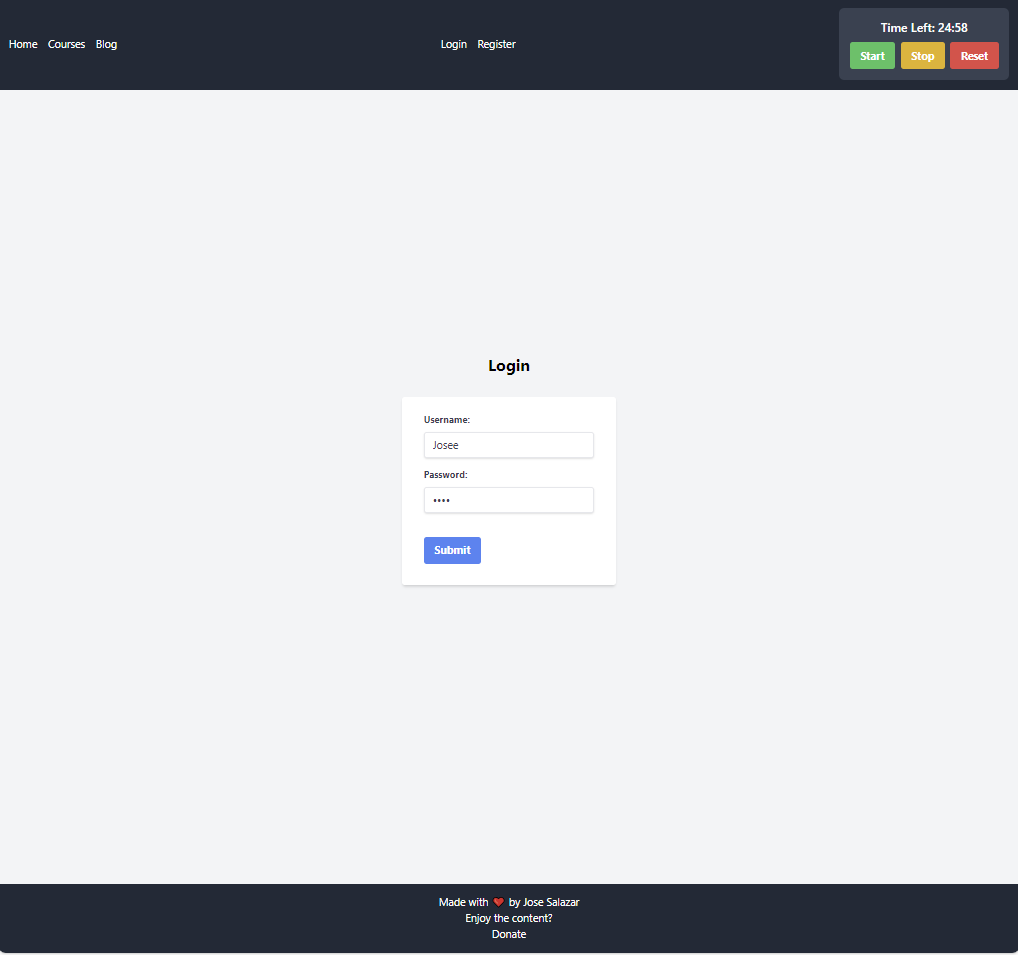 Home Courses Blog
Login Register
Time Left: 24:58
Start Stop Reset
Login
Username:
Josee
Password:
••••
Submit
Made with ❤️ by Jose Salazar
Enjoy the content?
Donate